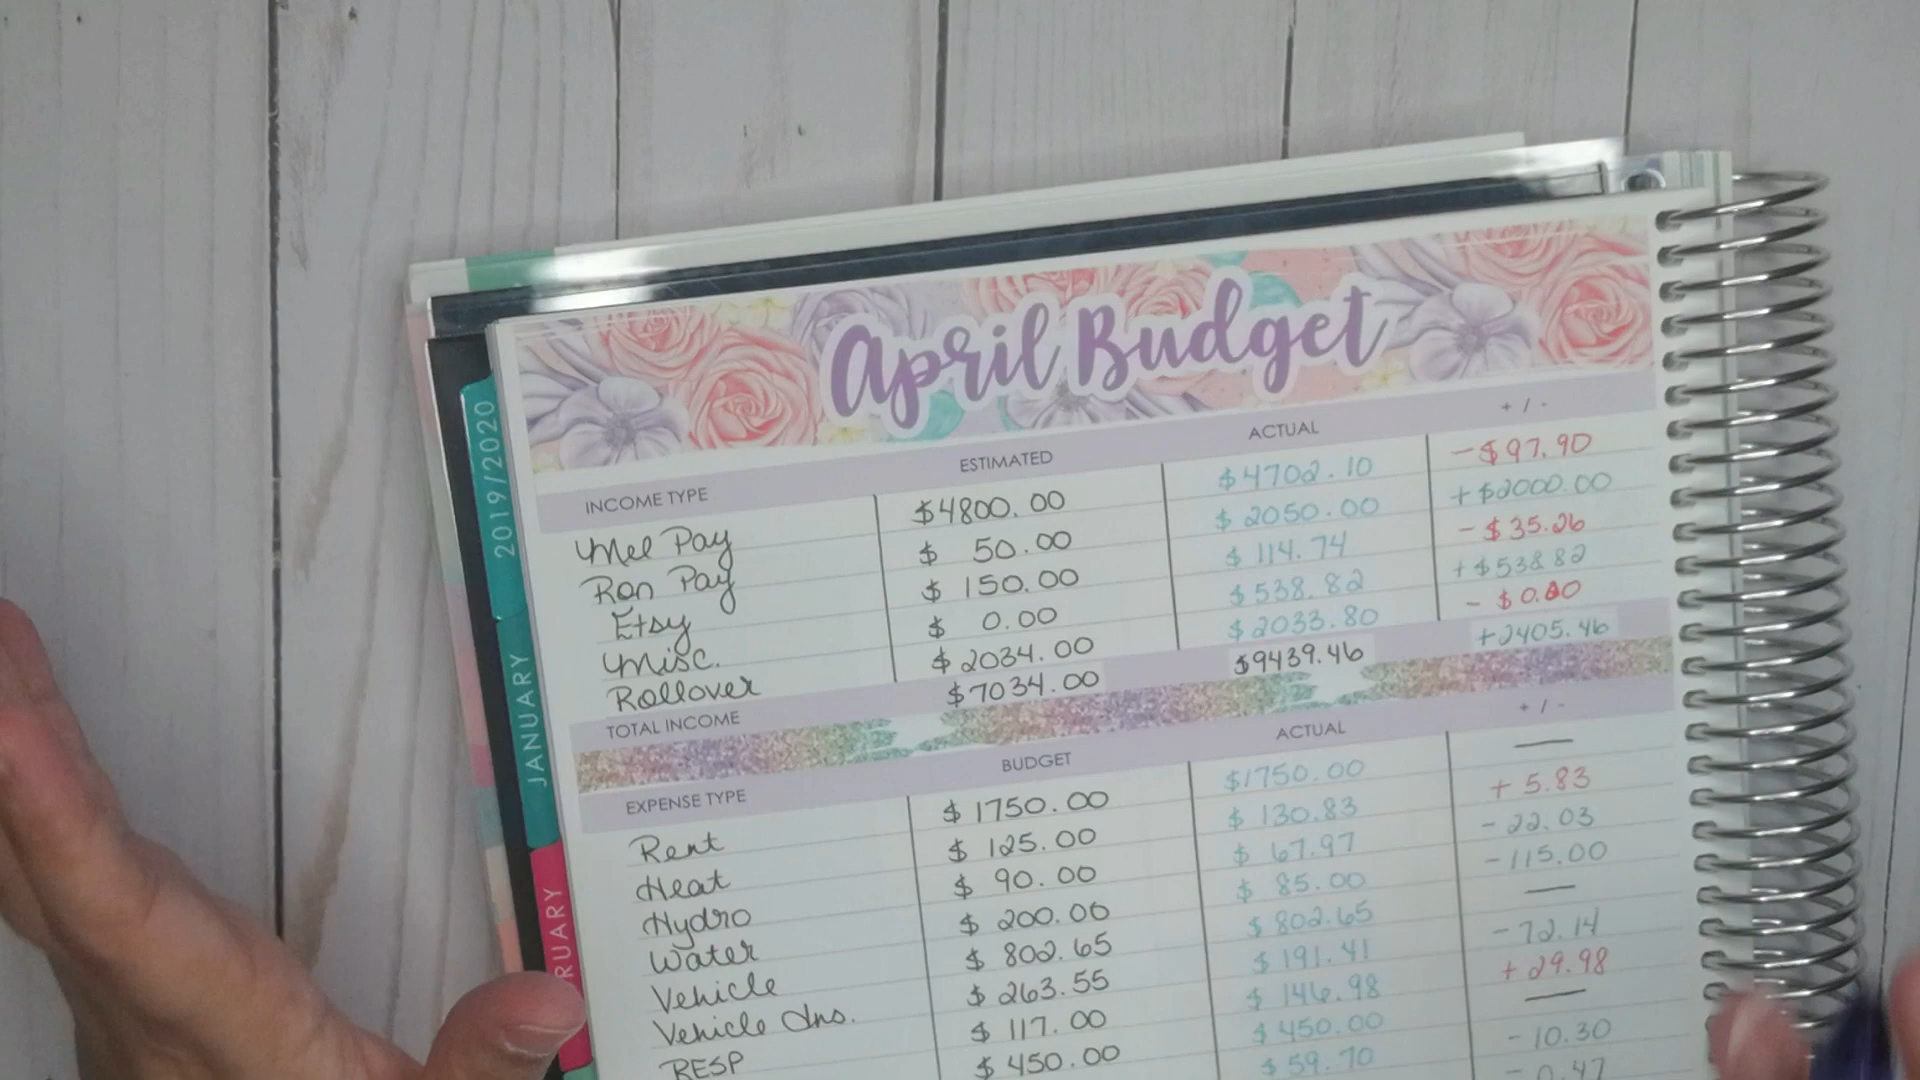 April Budget
INCOME TYPE ESTIMATED ACTUAL + / -
Mel Pay $4800.00 $4702.10 -$97.90
Ron Pay $ 50.00 $2050.00 +$2000.00
Etsy $ 150.00 $114.74 -$35.26
Misc. $ 0.00 $538.82 +$538.82
Rollover $2034.00 $2033.80
TOTAL INCOME $7034.00 $9439.46 +2405.46
EXPENSE TYPE BUDGET ACTUAL + / -
Rent $1750.00 $1750.00 —
Heat $ 125.00 $ 130.83 + 5.83
Hydro $ 90.00 $ 67.97 - 22.03
Water $ 200.00 $ 85.00 -115.00
Vehicle $ 802.65 $ 802.65 —
Vehicle Ins. $ 263.55 $ 191.41 - 72.14
RESP $ 117.00 $ 146.98 + 29.98
$ 450.00 $ 450.00 —
$ 59.70 - 10.30
- 0.47
2019/2020
JANUARY
RUARY